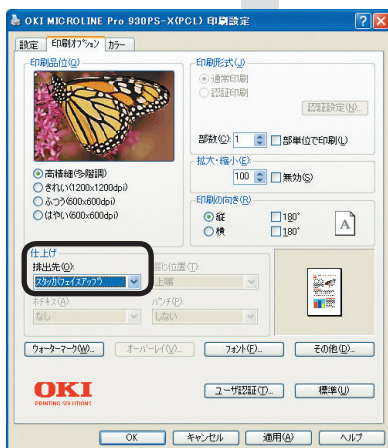 OKI MICROLINE Pro 930PS-X(PCL) 印刷設定
設定 印刷オプション カラー
印刷品位(Q)
高精細(多階調)
きれい(1200x1200dpi)
ふつう(600x600dpi)
はやい(600x600dpi)
印刷形式(J)
通常印刷
認証印刷
認証設定(N)...
部数(C): 1 部単位で印刷(L)
拡大・縮小(E):
100 % 無効(S)
印刷の向き(R)
縦 180°
横 180°
A
仕上げ
排出先(O): 綴じ位置(T):
スタッカ(フェイスアップ) 上端
ホチキス(A): パンチ(P):
なし しない
ウォーターマーク(W)... オーバーレイ(V)... フォント(F)... その他(D)...
OKI
PRINTING SOLUTIONS
ユーザ認証(I)... 標準(U)
OK キャンセル 適用(A) ヘルプ